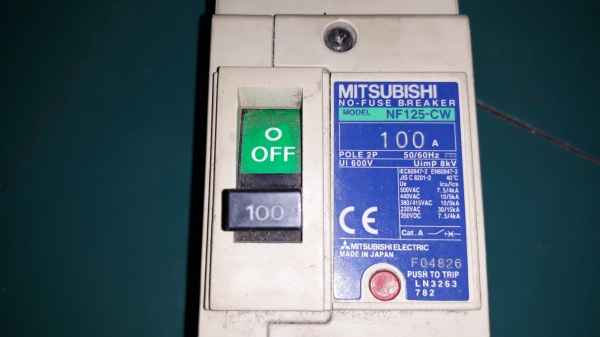 O
OFF
100
MITSUBISHI
NO-FUSE BREAKER
MODEL NF125-CW
100 A
POLE 2P 50/60Hz
UI 600V Uimp 8kV
IEC60947-2 EN60947-2
JIS C 8201-2 40°C
Ue Icu/Ics
500VAC 7.5/4kA
440VAC 10/5kA
380/415VAC 10/5kA
230VAC 30/15kA
250VDC 7.5/4kA
CE
Cat. A
MITSUBISHI ELECTRIC
MADE IN JAPAN
F04826
PUSH TO TRIP
LN3263
782